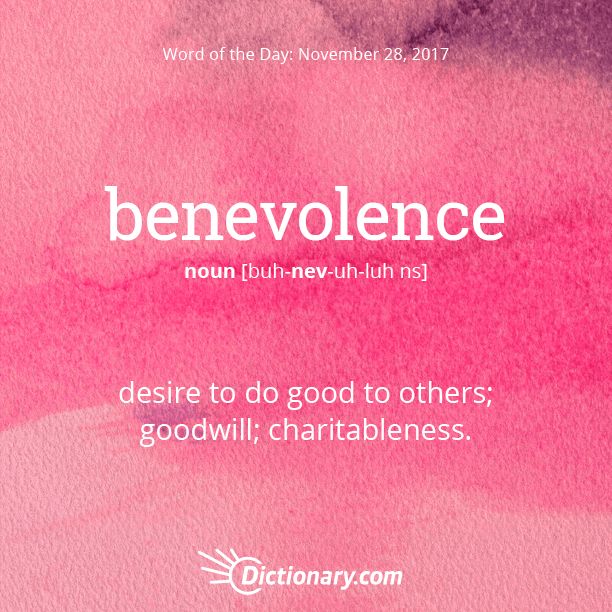 Word of the Day: November 28, 2017
benevolence
noun [buh-nev-uh-luh ns]
desire to do good to others;
goodwill; charitableness.
Dictionary.com